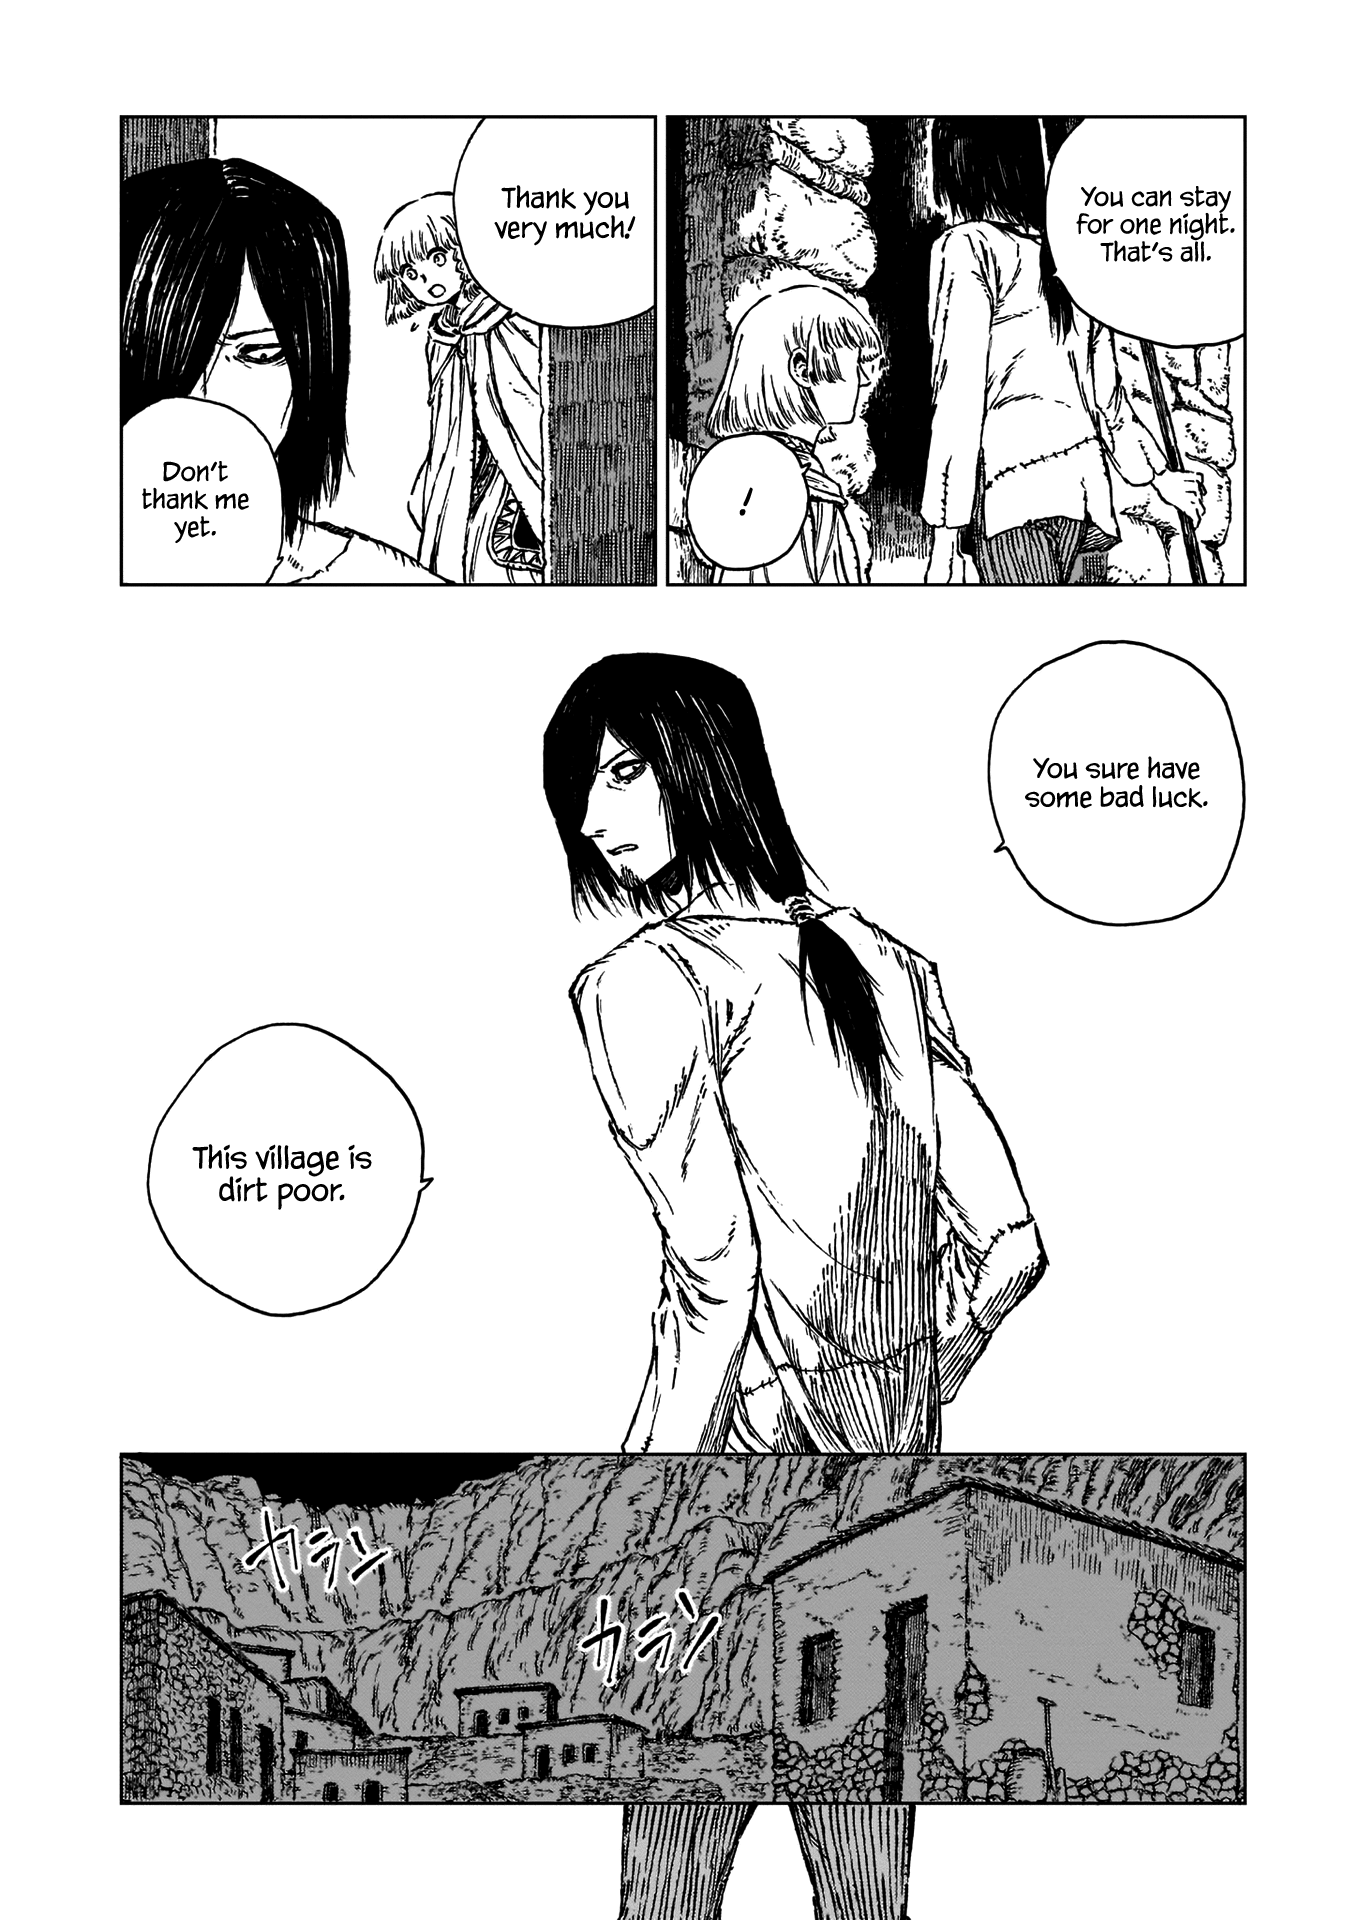 You can stay
for one night.
That's all.
!
Thank you
very much!
Don't
thank me
yet.
You sure have
some bad luck.
This village is
dirt poor.
カラン
カラン